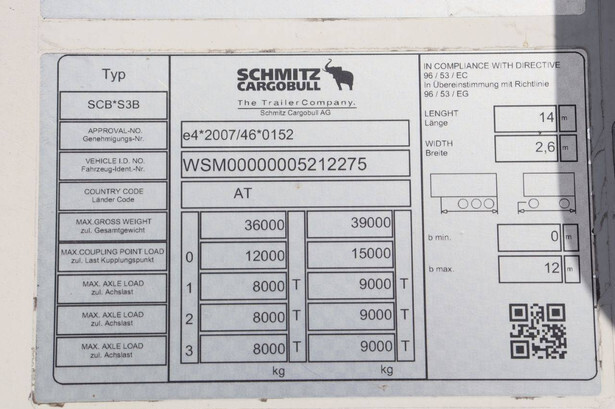 Typ
SCB*S3B
APPROVAL-NO.
Genehmigungs-Nr.
VEHICLE I.D. NO.
Fahrzeug-Ident.-Nr.
COUNTRY CODE
Länder Code
MAX.GROSS WEIGHT
zul. Gesamtgewicht
MAX.COUPLING POINT LOAD
zul. Last Kupplungspunkt
MAX. AXLE LOAD
zul. Achslast
MAX. AXLE LOAD
zul. Achslast
MAX. AXLE LOAD
zul. Achslast
SCHMITZ
CARGOBULL
The TrailerCompany.
Schmitz Cargobull AG
e4*2007/46*0152
WSM00000005212275
AT
36000 39000
0 12000 15000
1 8000 T 9000 T
2 8000 T 9000 T
3 8000 T 9000 T
kg kg
IN COMPLIANCE WITH DIRECTIVE
96 / 53 / EC
In Übereinstimmung mit Richtlinie
96 / 53 / EG
LENGHT
Länge
14 m
WIDTH
Breite
2,6 m
b min. 0 m
b max. 12 m